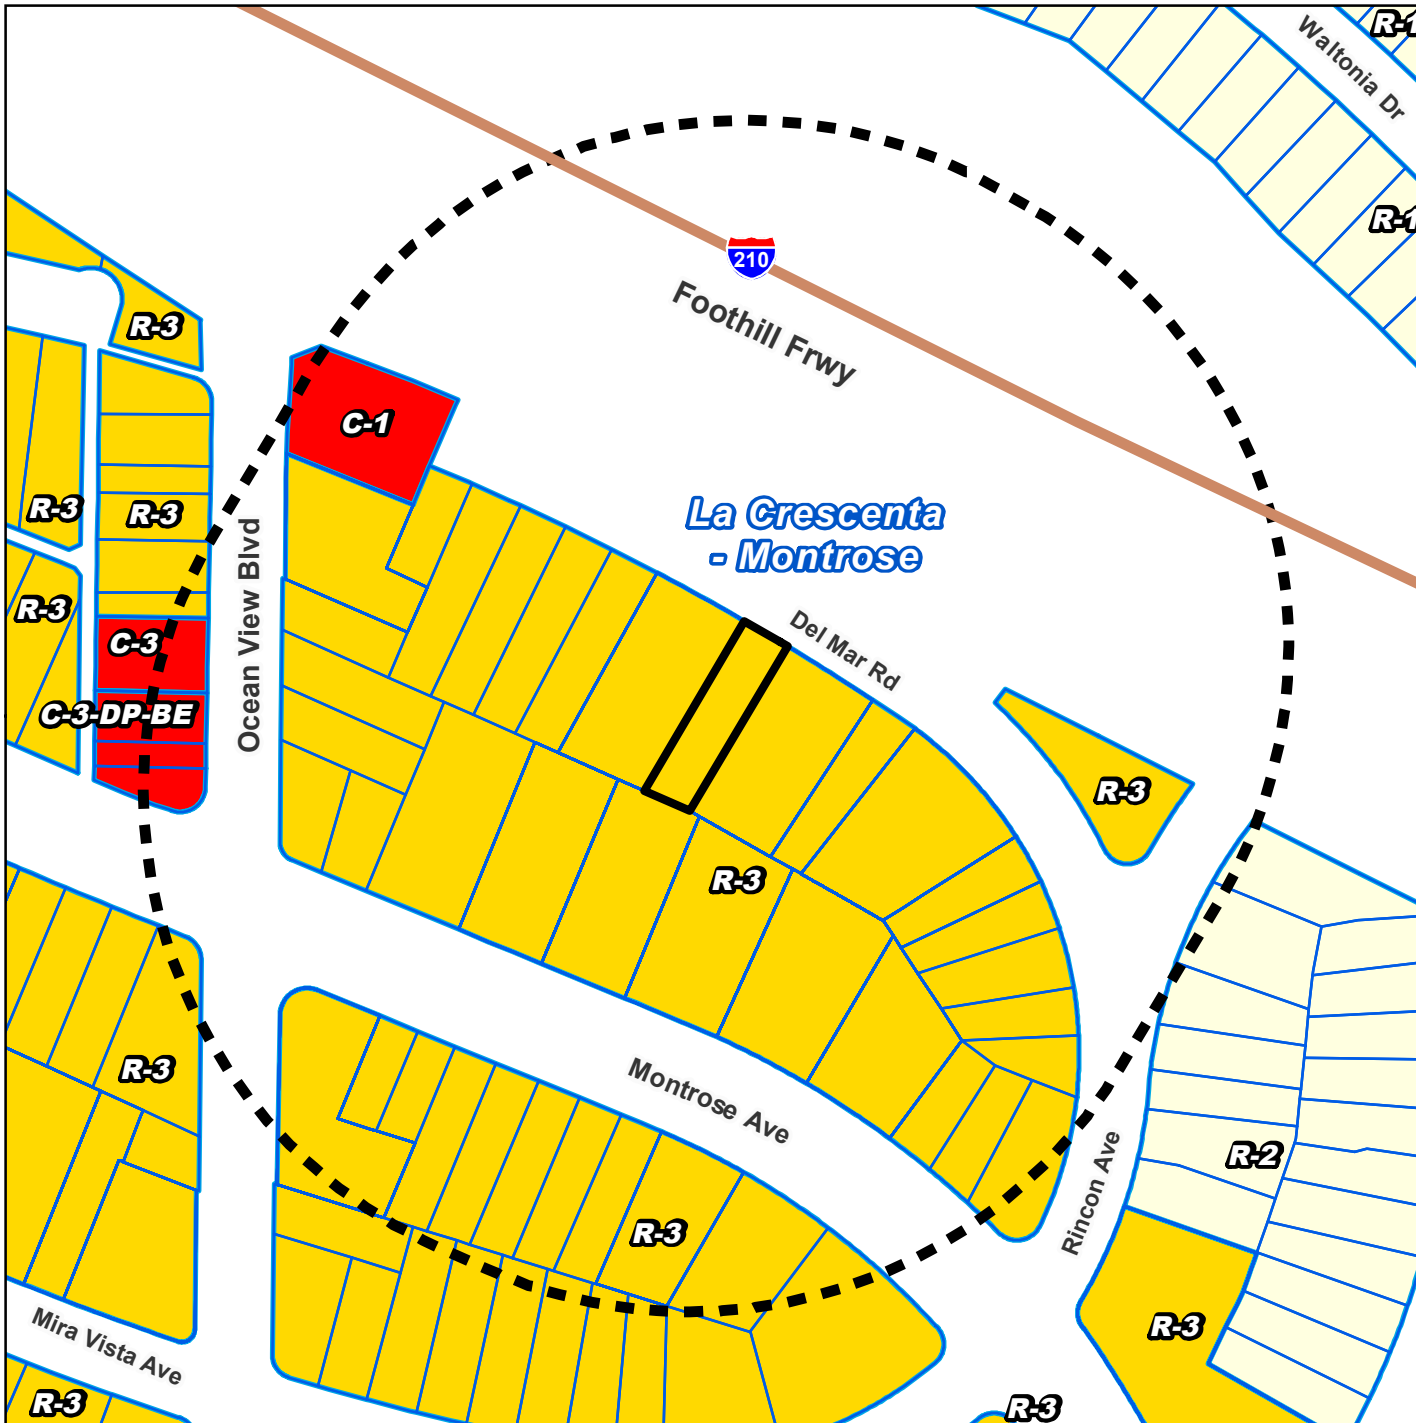 R-1
Waltonia Dr
R-1
210
Foothill Frwy
R-3
C-1
R-3
R-3
La Crescenta
- Montrose
Ocean View Blvd
R-3
C-3
Del Mar Rd
C-3-DP-BE
R-3
R-3
R-3
Montrose Ave
Rincon Ave
R-2
R-3
R-3
Mira Vista Ave
R-3
R-3